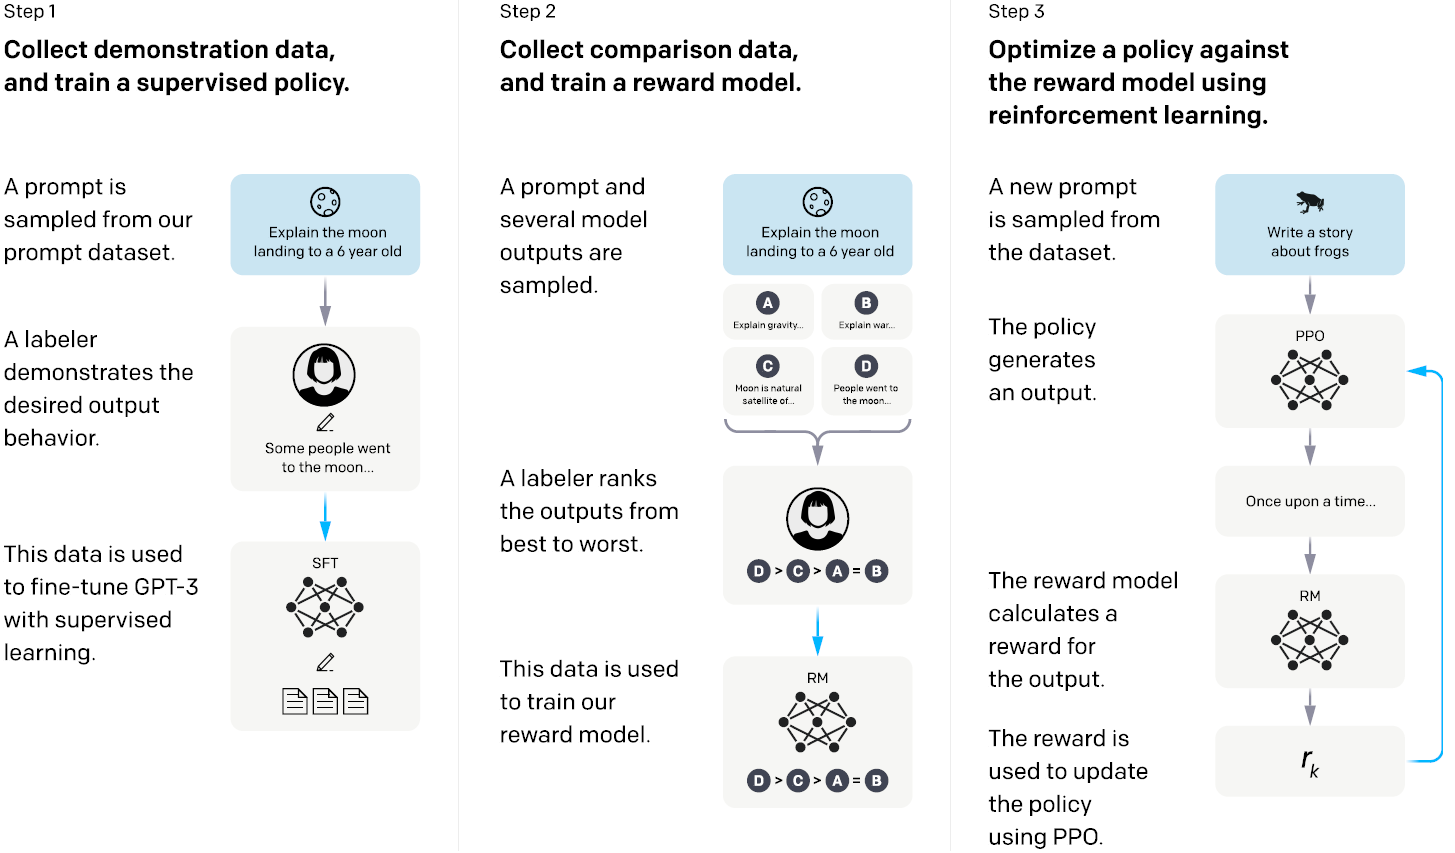 Step 1
Collect demonstration data,
and train a supervised policy.
A prompt is
sampled from our
prompt dataset.
Explain the moon
landing to a 6 year old
A labeler
demonstrates the
desired output
behavior.
Some people went
to the moon...
This data is used
to fine-tune GPT-3
with supervised
learning.
SFT
Step 2
Collect comparison data,
and train a reward model.
A prompt and
several model
outputs are
sampled.
Explain the moon
landing to a 6 year old
A
Explain gravity...
B
Explain war...
C
Moon is natural
satellite of...
D
People went to
the moon...
A labeler ranks
the outputs from
best to worst.
D > C > A = B
This data is used
to train our
reward model.
RM
D > C > A = B
Step 3
Optimize a policy against
the reward model using
reinforcement learning.
A new prompt
is sampled from
the dataset.
Write a story
about frogs
The policy
generates
an output.
PPO
Once upon a time...
The reward model
calculates a
reward for
the output.
RM
The reward is
used to update
the policy
using PPO.
r_k